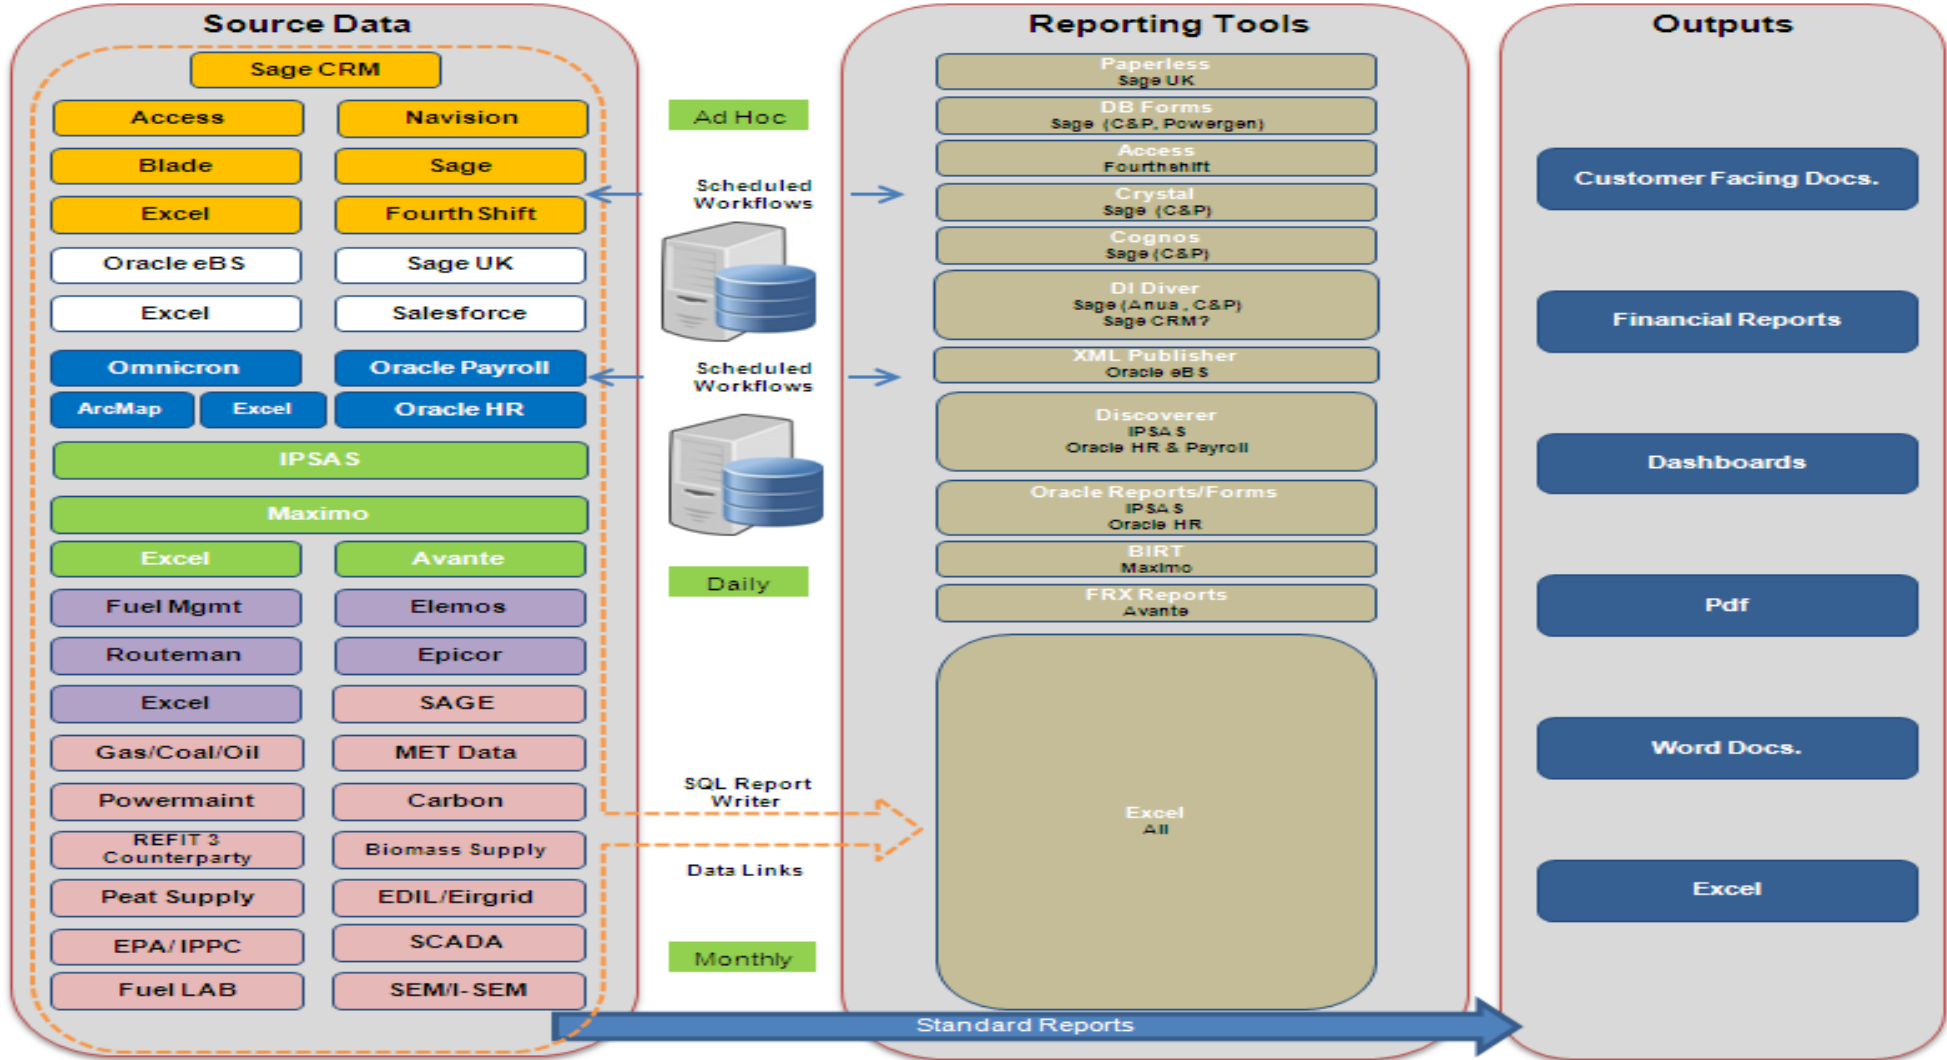 Source Data
Sage CRM
Access
Navision
Blade
Sage
Excel
Fourth Shift
Oracle eBS
Sage UK
Excel
Salesforce
Omnicron
Oracle Payroll
ArcMap
Excel
Oracle HR
IPSAS
Maximo
Excel
Avante
Fuel Mgmt
Elemos
Routeman
Epicor
Excel
SAGE
Gas/Coal/Oil
MET Data
Powermaint
Carbon
REFIT 3
Counterparty
Biomass Supply
Peat Supply
EDIL/Eirgrid
EPA/ IPPC
SCADA
Fuel LAB
SEM/I-SEM
Ad Hoc
Scheduled
Workflows
Scheduled
Workflows
Daily
SQL Report
Writer
Data Links
Monthly
Reporting Tools
Paperless
Sage UK
DB Forms
Sage (C&P, Powergen)
Access
Fourthshift
Crystal
Sage (C&P)
Cognos
Sage (C&P)
DI Diver
Sage (Anua, C&P)
Sage CRM?
XML Publisher
Oracle eBS
Discoverer
IPSAS
Oracle HR & Payroll
Oracle Reports/Forms
IPSAS
Oracle HR
BIRT
Maximo
FRX Reports
Avante
Excel
All
Standard Reports
Outputs
Customer Facing Docs.
Financial Reports
Dashboards
Pdf
Word Docs.
Excel